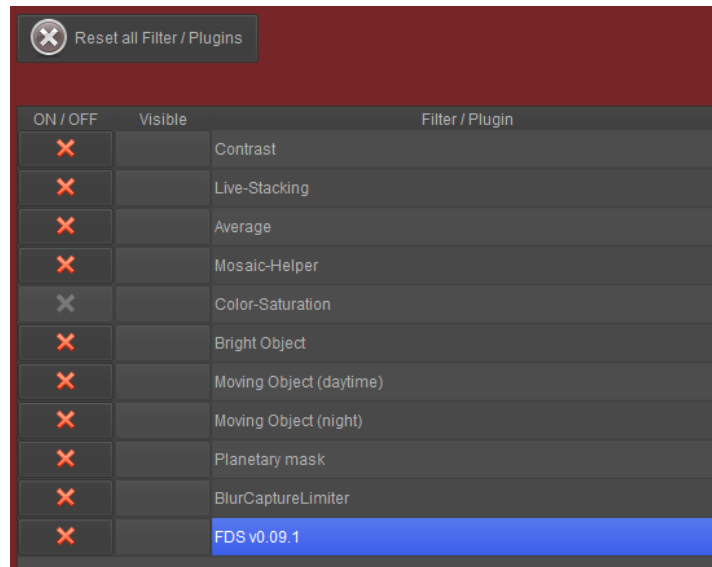 Reset all Filter / Plugins
ON / OFF Visible Filter / Plugin
Contrast
Live-Stacking
Average
Mosaic-Helper
Color-Saturation
Bright Object
Moving Object (daytime)
Moving Object (night)
Planetary mask
BlurCaptureLimiter
FDS v0.09.1